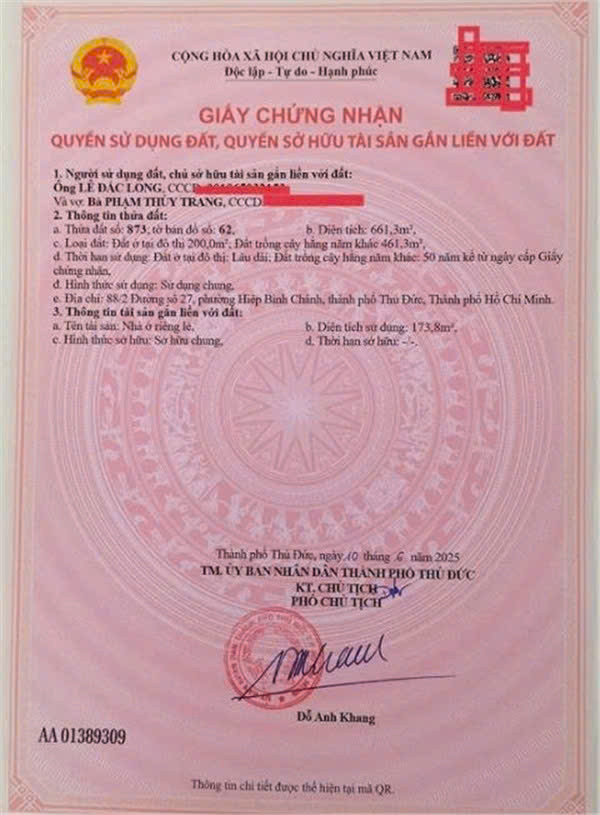 CỘNG HÒA XÃ HỘI CHỦ NGHĨA VIỆT NAM
Độc lập - Tự do - Hạnh phúc
GIẤY CHỨNG NHẬN
QUYỀN SỬ DỤNG ĐẤT, QUYỀN SỞ HỮU TÀI SẢN GẮN LIỀN VỚI ĐẤT
1. Người sử dụng đất, chủ sở hữu tài sản gắn liền với đất:
Ông LÊ ĐẮC LONG, CCCD
Và vợ: Bà PHẠM THÙY TRANG, CCCD:
2. Thông tin thửa đất:
a. Thửa đất số: 873; tờ bản đồ số: 62, b. Diện tích: 661,3m²,
c. Loại đất: Đất ở tại đô thị 200,0m², Đất trồng cây hằng năm khác 461,3m²,
d. Thời hạn sử dụng: Đất ở tại đô thị: Lâu dài; Đất trồng cây hằng năm khác: 50 năm kể từ ngày cấp Giấy
chứng nhận,
đ. Hình thức sử dụng: Sử dụng chung,
e. Địa chỉ: 88/2 Đường số 27, phường Hiệp Bình Chánh, thành phố Thủ Đức, Thành phố Hồ Chí Minh.
3. Thông tin tài sản gắn liền với đất:
a. Tên tài sản: Nhà ở riêng lẻ, b. Diện tích sử dụng: 173,8m²,
c. Hình thức sở hữu: Sở hữu chung, d. Thời hạn sở hữu: -/-.
Thành phố Thủ Đức, ngày 10 tháng 6 năm 2025
TM. ỦY BAN NHÂN DÂN THÀNH PHỐ THỦ ĐỨC
KT. CHỦ TỊCH
PHÓ CHỦ TỊCH
Đỗ Anh Khang
AA 01389309
Thông tin chi tiết được thể hiện tại mã QR.